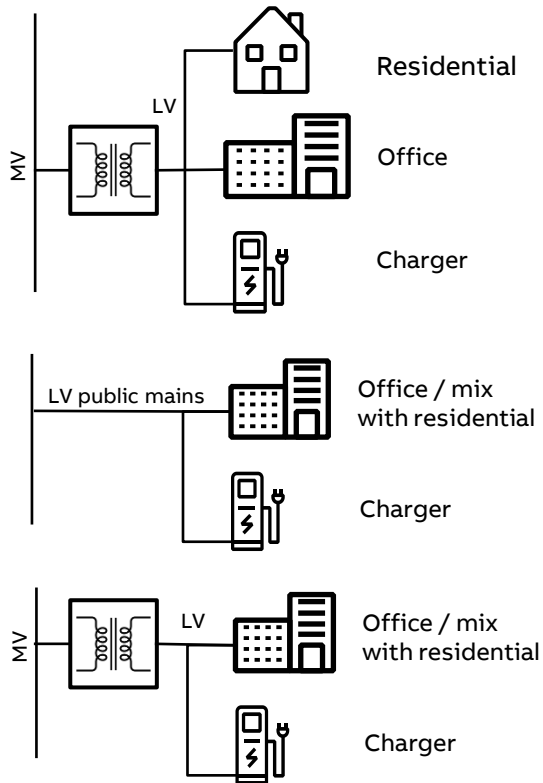 Residential
LV
MV
Office
Charger
LV public mains
Office / mix
with residential
Charger
MV
LV
Office / mix
with residential
Charger